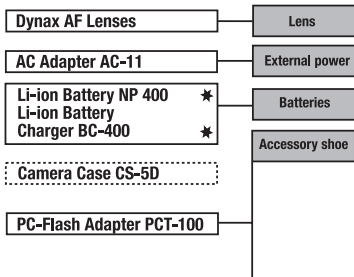 Dynax AF Lenses
Lens
AC Adapter AC-11
External power
Li-ion Battery NP 400 ★
Li-ion Battery
Charger BC-400 ★
Batteries
Accessory shoe
Camera Case CS-5D
PC-Flash Adapter PCT-100